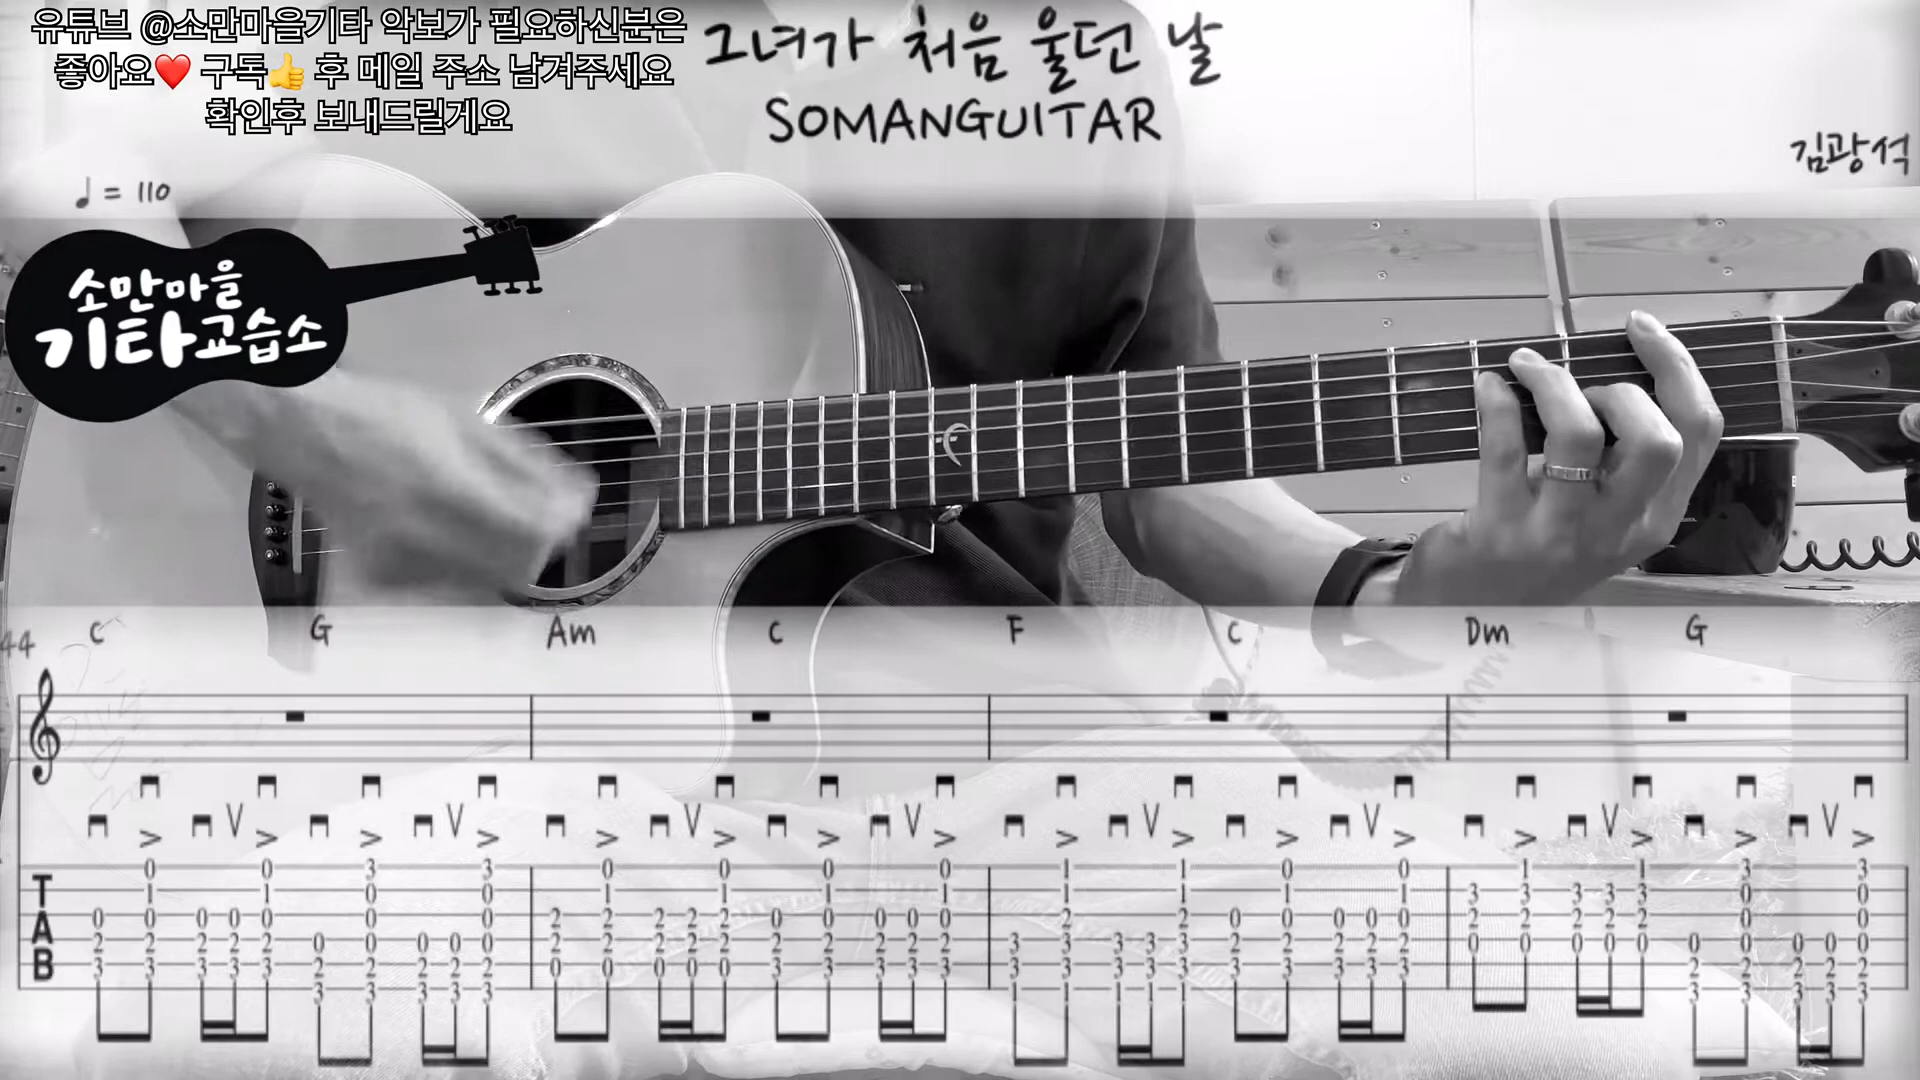 유튜브 @소만마을기타 악보가 필요하신분은
좋아요❤️ 구독👍 후 메일 주소 남겨주세요
확인후 보내드릴게요
그녀가 처음 울던 날
SOMANGUITAR
김광석
♩ = 110
소만마을
기타교습소
44 C G Am C F C Dm G
TAB